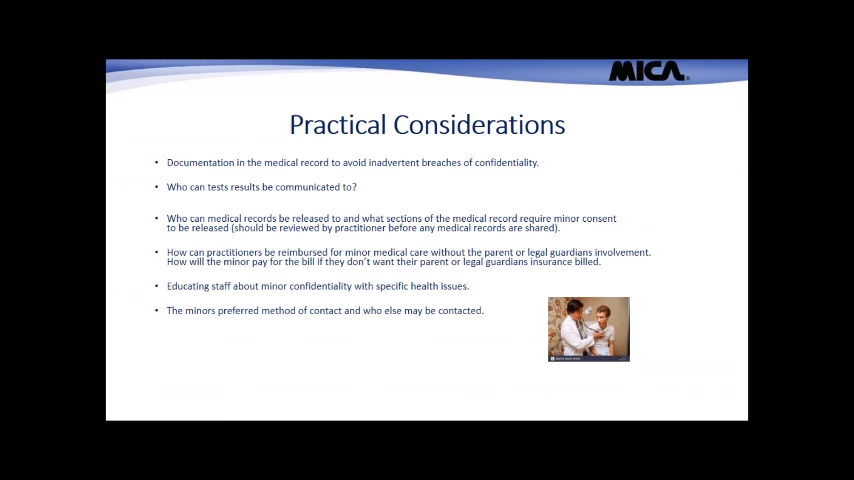 MICA
Practical Considerations
• Documentation in the medical record to avoid inadvertent breaches of confidentiality.
• Who can tests results be communicated to?
• Who can medical records be released to and what sections of the medical record require minor consent
to be released (should be reviewed by practitioner before any medical records are shared).
• How can practitioners be reimbursed for minor medical care without the parent or legal guardians involvement.
How will the minor pay for the bill if they don't want their parent or legal guardians insurance billed.
• Educating staff about minor confidentiality with specific health issues.
• The minors preferred method of contact and who else may be contacted.